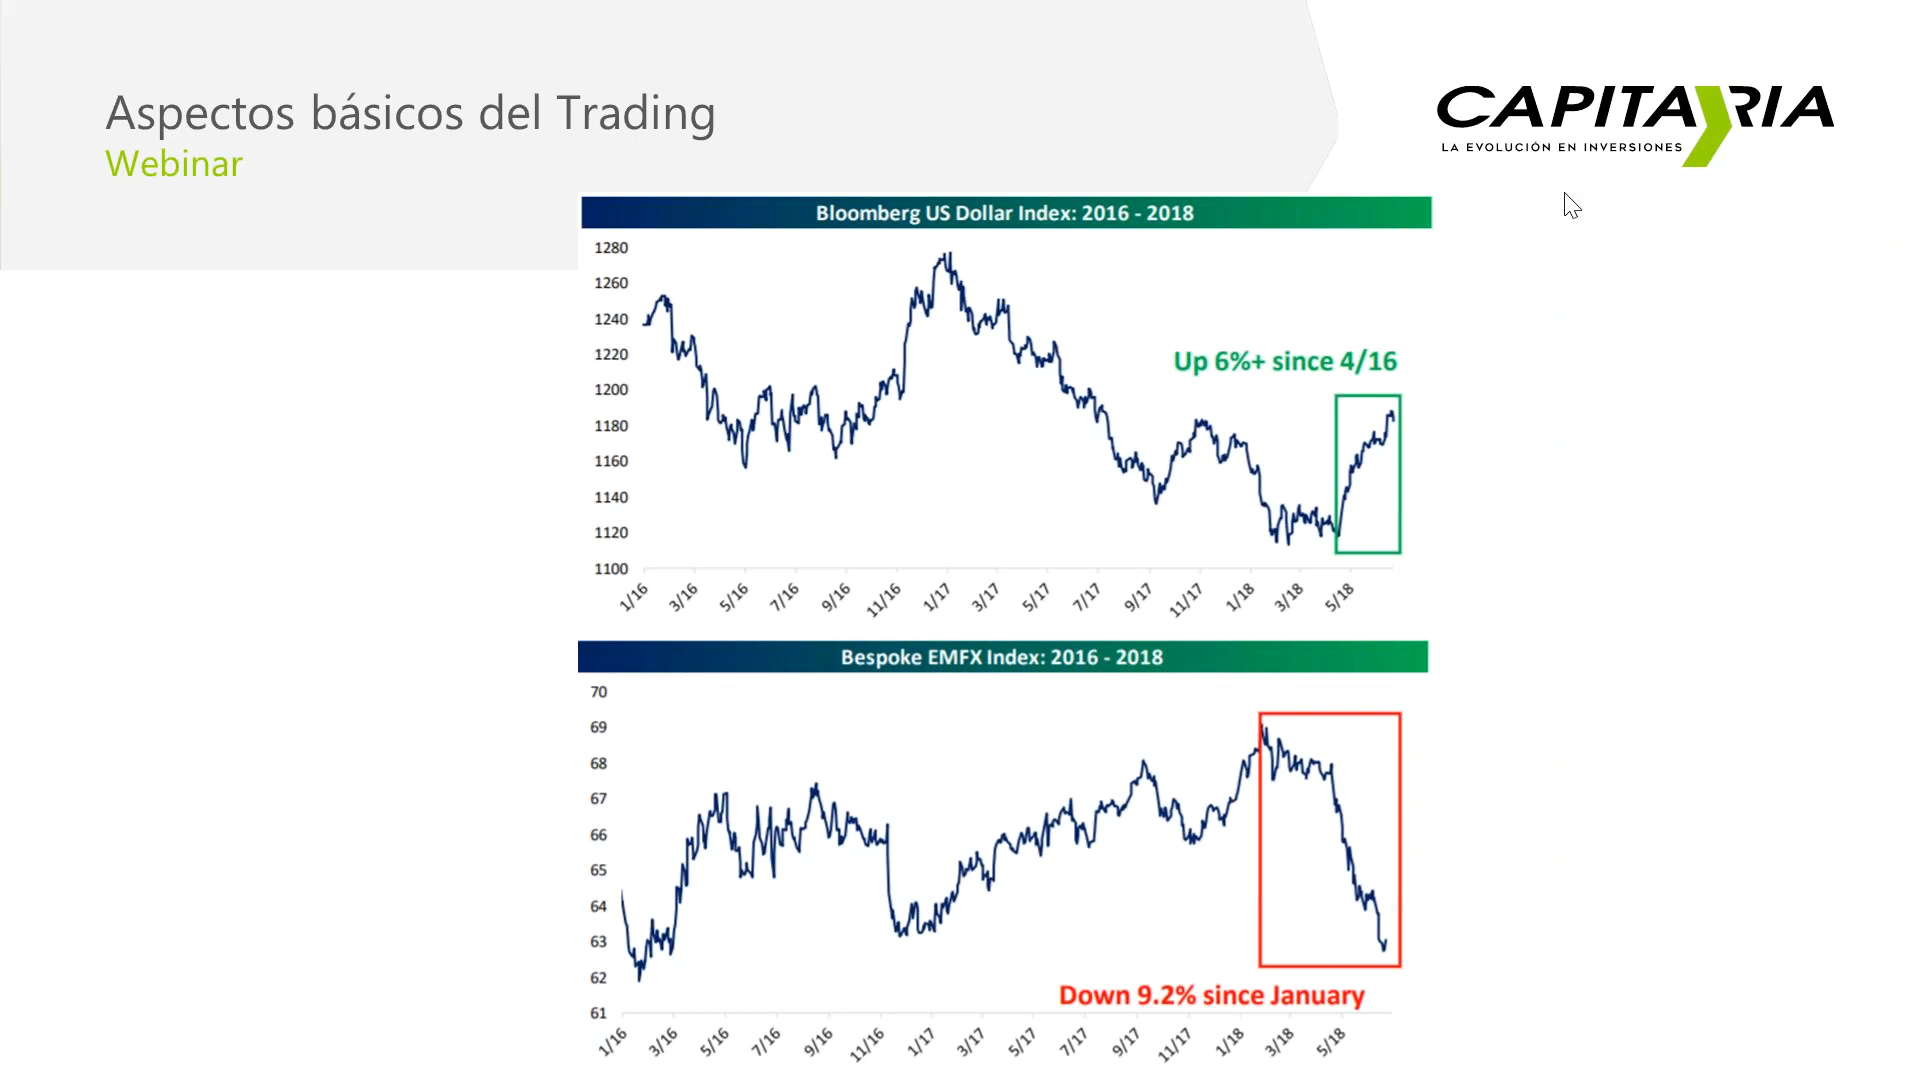 Aspectos básicos del Trading
Webinar
CAPITARIA
LA EVOLUCIÓN EN INVERSIONES
Bloomberg US Dollar Index: 2016 - 2018
1280
1260
1240
1220
1200
1180
1160
1140
1120
1100
Up 6%+ since 4/16
1/16 3/16 5/16 7/16 9/16 11/16 1/17 3/17 5/17 7/17 9/17 11/17 1/18 3/18 5/18
Bespoke EMFX Index: 2016 - 2018
70
69
68
67
66
65
64
63
62
61
Down 9.2% since January
1/16 3/16 5/16 7/16 9/16 11/16 1/17 3/17 5/17 7/17 9/17 11/17 1/18 3/18 5/18